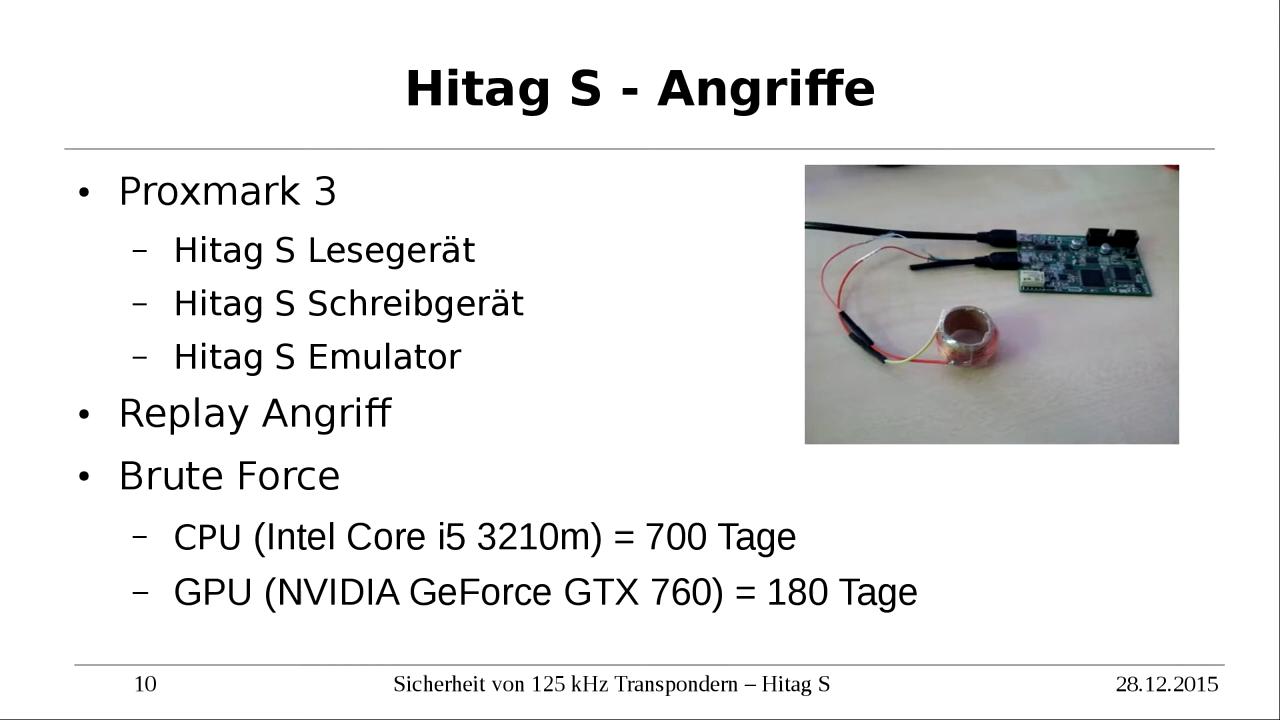 Hitag S - Angriffe
• Proxmark 3
– Hitag S Lesegerät
– Hitag S Schreibgerät
– Hitag S Emulator
• Replay Angriff
• Brute Force
– CPU (Intel Core i5 3210m) = 700 Tage
– GPU (NVIDIA GeForce GTX 760) = 180 Tage
10 Sicherheit von 125 kHz Transpondern – Hitag S 28.12.2015